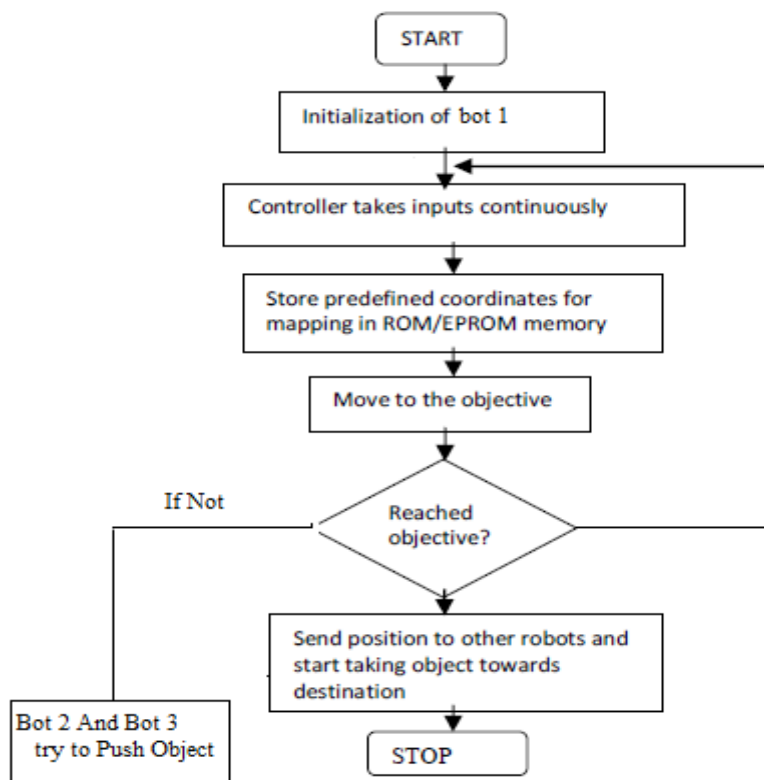 START
Initialization of bot 1
Controller takes inputs continuously
Store predefined coordinates for
mapping in ROM/EPROM memory
Move to the objective
If Not
Reached
objective?
Send position to other robots and
start taking object towards
destination
Bot 2 And Bot 3
try to Push Object
STOP